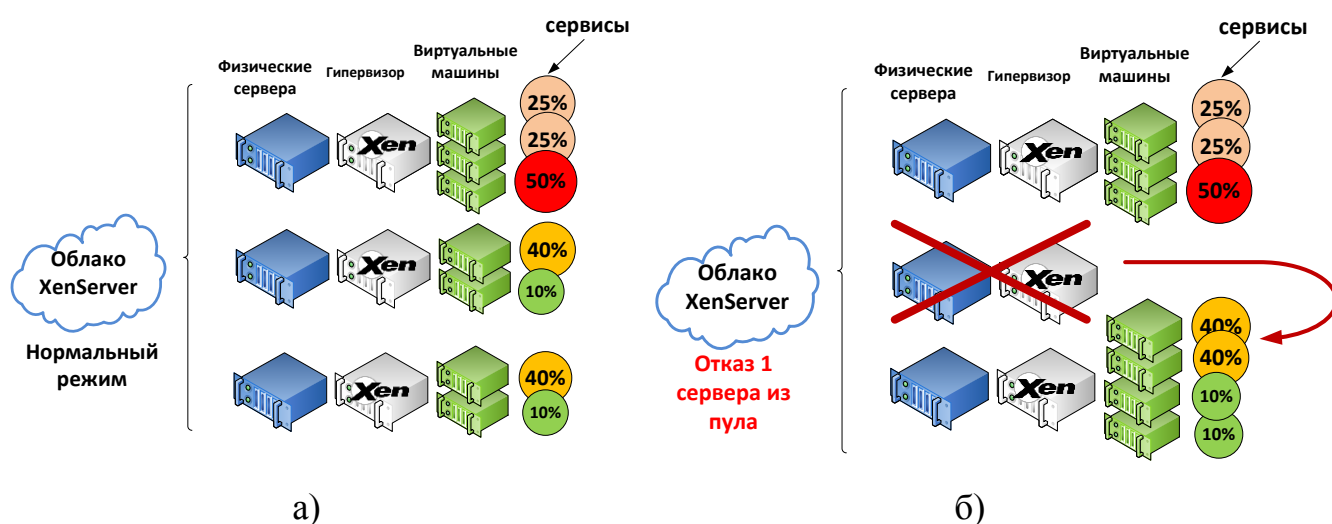 сервисы
Физические
сервера
Гипервизор
Виртуальные
машины
25%
Xen
25%
50%
Облако
XenServer
Нормальный
режим
Xen
40%
10%
Xen
40%
10%
а)
сервисы
Физические
сервера
Гипервизор
Виртуальные
машины
25%
Xen
25%
50%
Облако
XenServer
Отказ 1
сервера из
пула
Xen
40%
40%
Xen
10%
10%
б)